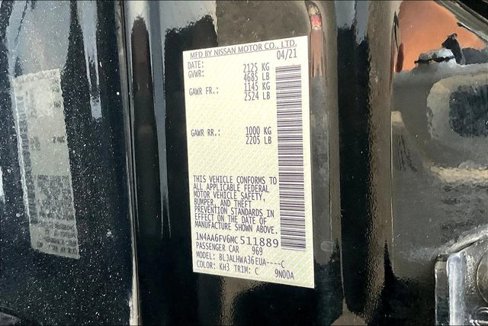 MFD BY NISSAN MOTOR CO., LTD.
DATE: 04/21
GVWR: 2125 KG
4685 LB
GAWR FR.: 1145 KG
2524 LB
GAWR RR.: 1000 KG
2205 LB
THIS VEHICLE CONFORMS TO
ALL APPLICABLE FEDERAL
MOTOR VEHICLE SAFETY,
BUMPER, AND THEFT
PREVENTION STANDARDS IN
EFFECT ON THE DATE OF
MANUFACTURE SHOWN ABOVE.
1N4AA6FV6MC511889
PASSENGER CAR 969
MODEL: BLJALHWA36EUA----C
COLOR: KH3 TRIM: C 9N00A